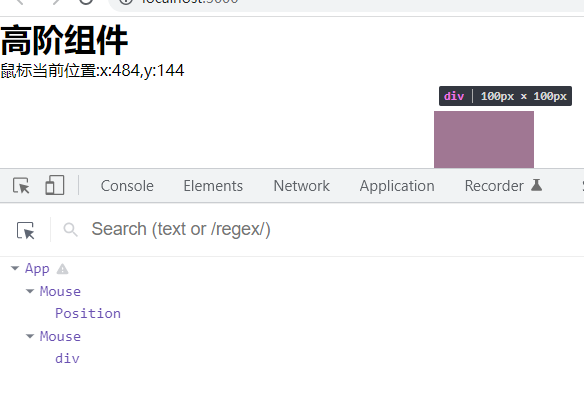 localhost:3000
高阶组件
鼠标当前位置:x:484,y:144
div | 100px × 100px
Console Elements Network Application Recorder
Search (text or /regex/)
App
Mouse
Position
Mouse
div